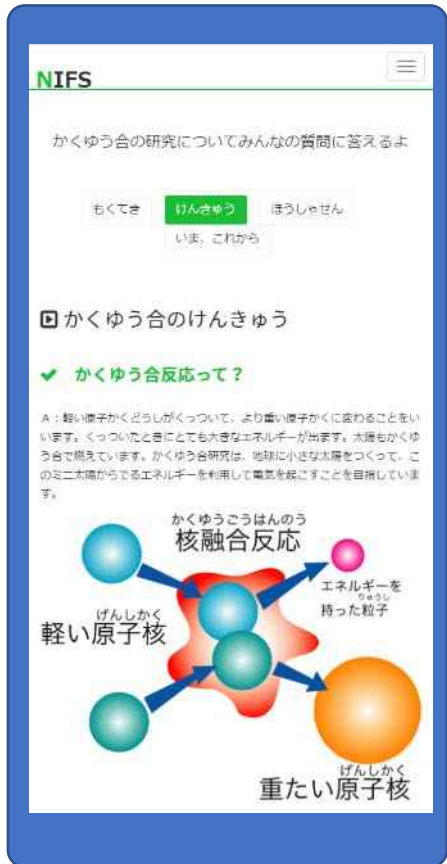 NIFS
かくゆう合の研究についてみんなの質問に答えるよ
もくてき けんきゅう ほうしゃせん
いま、これから
かくゆう合のけんきゅう
かくゆう合反応って？
A：軽い原子かくどうしがくっついて、より重い原子かくに変わることをい
います。くっついたときにとても大きなエネルギーが出ます。太陽もかくゆ
う合で燃えています。かくゆう合研究は、地球に小さな太陽をつくって、こ
のミニ太陽からでるエネルギーを利用して電気を起こすことを目指していま
す。
かくゆうごうはんのう
核融合反応
エネルギーを
りゅうし
持った粒子
げんしかく
軽い原子核
げんしかく
重たい原子核